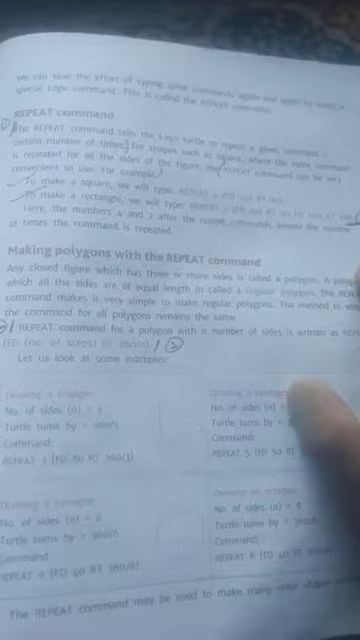 We can save the effort of typing same commands again and again by using a
special Logo command. This is called the REPEAT command.
REPEAT command
The REPEAT command tells the Logo turtle to repeat a given command a
certain number of times. For shapes such as square, where the same command
is repeated for all the sides of the figure, the REPEAT command can be very
convenient to use. For example,
To make a square, we will type: REPEAT 4 [FD
To make a rectangle, we will type: REPEAT 2 [FD
Here, the numbers 4 and 2 after the repeat commands denote the number
of times the command is repeated.
Making polygons with the REPEAT command
Any closed figure which has three or more sides is called a polygon. A
which all the sides are of equal length is called a regular polygon. The
command makes it very simple to make regular polygons. The method to
the command for all polygons remains the same
REPEAT command for a polygon with n number of sides is written as
[FD (no of steps) RT 360/n].
Let us look at some examples:
Drawing a
No. of sides (n) = 3
Turtle turns by = 360/3
Command:
REPEAT 3 [FD 50 RT 360/3]
Drawing a pentagon
No. of sides (n) =
Turtle turns by =
Command:
REPEAT 5 [FD 50 RT
Drawing a hexagon
No. of sides (n) = 6
Turtle turns by = 360/6
Command
REPEAT 6 [FD 40 RT 360/6]
Drawing an octagon
No. of sides (n) = 8
Turtle turns by =
Command:
REPEAT 8 [FD 40 RT
The REPEAT command may be used to make many other shapes